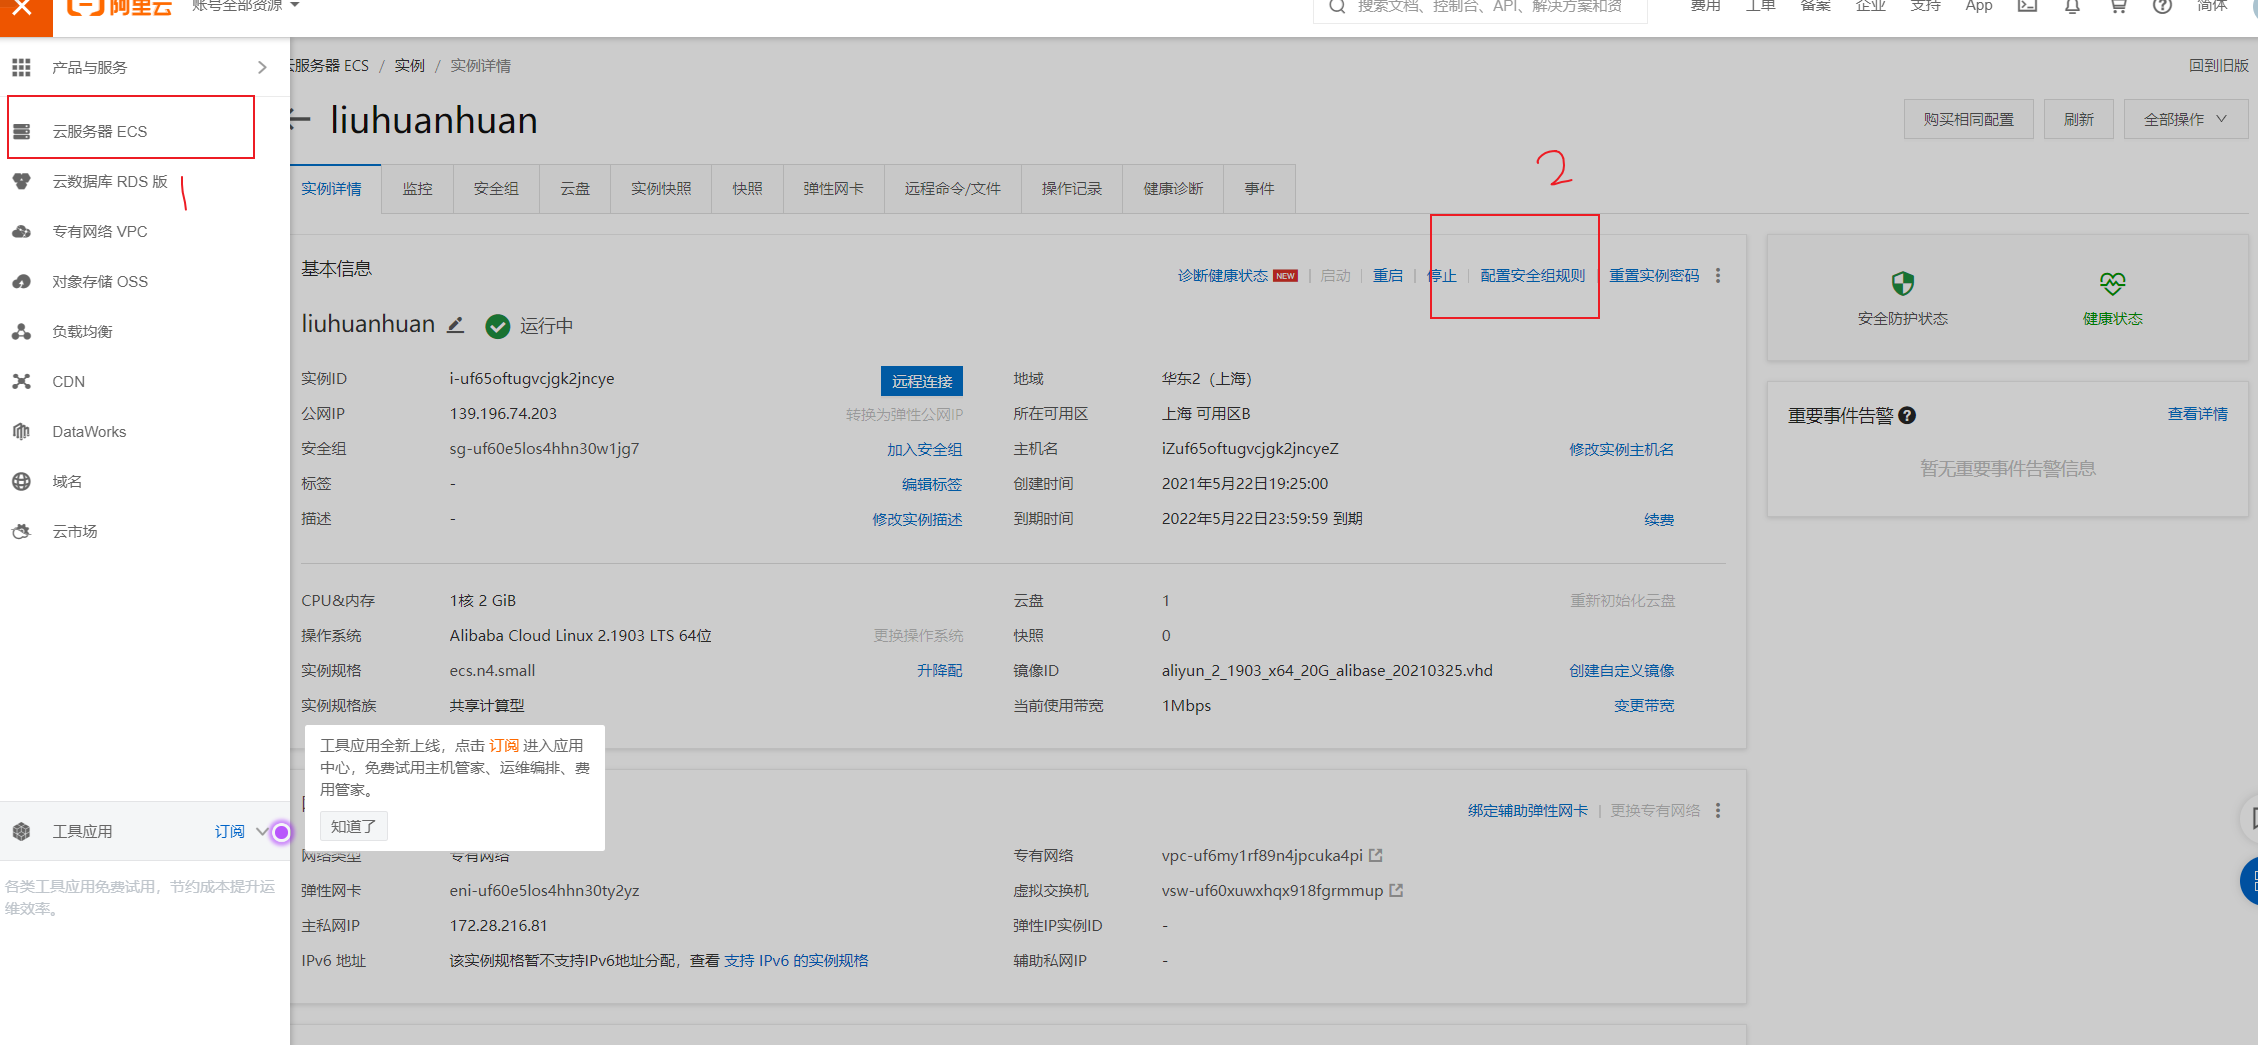 阿里云 账号全部资源 搜索文档、控制台、API、解决方案和资 费用 工单 备案 企业 支持 App 简体
产品与服务
云服务器 ECS
云数据库 RDS 版
1
专有网络 VPC
对象存储 OSS
负载均衡
CDN
DataWorks
域名
云市场
工具应用 订阅
各类工具应用免费试用，节约成本提升运
维效率。
云服务器 ECS / 实例 / 实例详情 回到旧版
liuhuanhuan 购买相同配置 刷新 全部操作
2
实例详情 监控 安全组 云盘 实例快照 快照 弹性网卡 远程命令/文件 操作记录 健康诊断 事件
基本信息 诊断健康状态 NEW 启动 重启 停止 配置安全组规则 重置实例密码
liuhuanhuan 运行中
实例ID i-uf65oftugvcjgk2jncye 远程连接 地域 华东2（上海）
公网IP 139.196.74.203 转换为弹性公网IP 所在可用区 上海 可用区B
安全组 sg-uf60e5los4hhn30w1jg7 加入安全组 主机名 iZuf65oftugvcjgk2jncyeZ 修改实例主机名
标签 - 编辑标签 创建时间 2021年5月22日19:25:00
描述 - 修改实例描述 到期时间 2022年5月22日23:59:59 到期 续费
CPU&内存 1核 2 GiB 云盘 1 重新初始化云盘
操作系统 Alibaba Cloud Linux 2.1903 LTS 64位 更换操作系统 快照 0
实例规格 ecs.n4.small 升降配 镜像ID aliyun_2_1903_x64_20G_alibase_20210325.vhd 创建自定义镜像
实例规格族 共享计算型 当前使用带宽 1Mbps 变更带宽
工具应用全新上线，点击 订阅 进入应用
中心，免费试用主机管家、运维编排、费
用管家。
知道了
绑定辅助弹性网卡 更换专有网络
网络类型 专有网络 专有网络 vpc-uf6my1rf89n4jpcuka4pi
弹性网卡 eni-uf60e5los4hhn30ty2yz 虚拟交换机 vsw-uf60xuwxhqx918fgrmmup
主私网IP 172.28.216.81 弹性IP实例ID -
IPv6 地址 该实例规格暂不支持IPv6地址分配，查看 支持 IPv6 的实例规格 辅助私网IP -
安全防护状态 健康状态
重要事件告警 查看详情
暂无重要事件告警信息